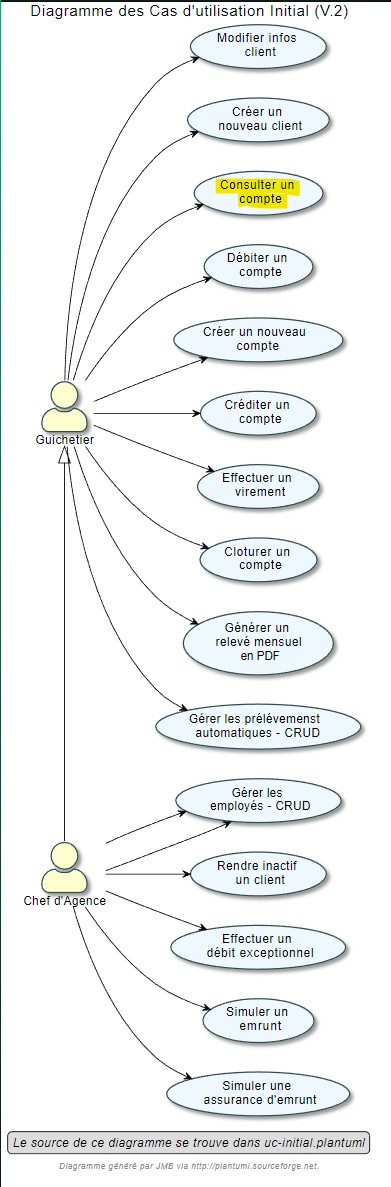 Diagramme des Cas d'utilisation Initial (V.2)
Modifier infos
client
Créer un
nouveau client
Consulter un
compte
Débiter un
compte
Créer un nouveau
compte
Créditer un
compte
Guichetier
Effectuer un
virement
Cloturer un
compte
Générer un
relevé mensuel
en PDF
Gérer les prélévemenst
automatiques - CRUD
Gérer les
employés - CRUD
Rendre inactif
un client
Chef d'Agence
Effectuer un
débit exceptionnel
Simuler un
emrunt
Simuler une
assurance d'emrunt
Le source de ce diagramme se trouve dans uc-initial.plantuml
Diagramme généré par JMB via http://plantuml.sourceforge.net.